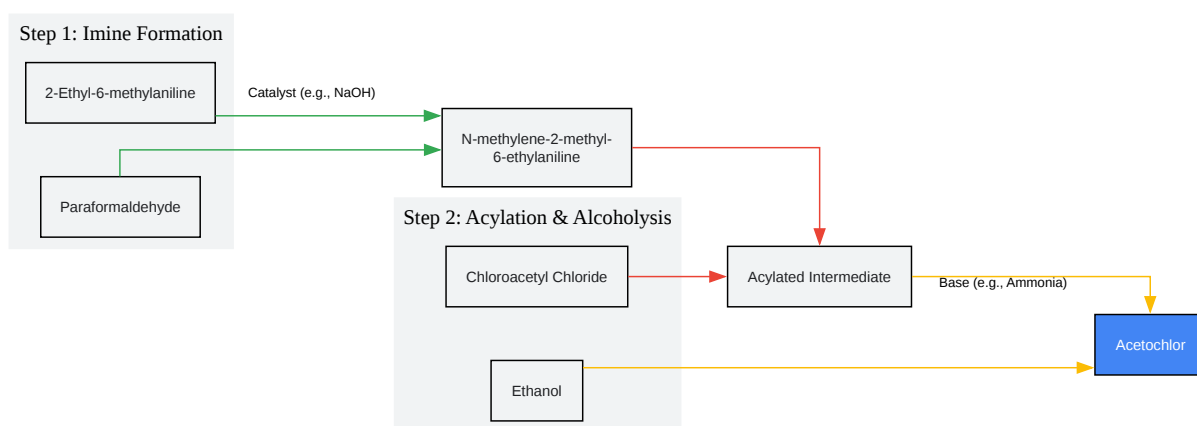 Step 1: Imine Formation
2-Ethyl-6-methylaniline
Catalyst (e.g., NaOH)
N-methylene-2-methyl-
6-ethylaniline
Paraformaldehyde
Step 2: Acylation & Alcoholysis
Chloroacetyl Chloride
Acylated Intermediate
Base (e.g., Ammonia)
Acetochlor
Ethanol